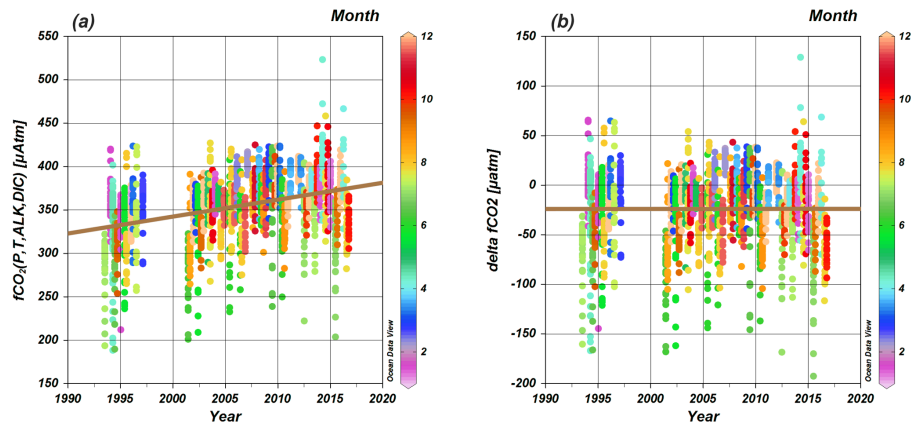 (a)
Month
550
500
450
400
350
300
250
200
150
fCO₂(P,T,ALK,DIC) [µAtm]
1990 1995 2000 2005 2010 2015 2020
Year
12
10
8
6
4
2
Ocean Data View
(b)
Month
150
100
50
0
-50
-100
-150
-200
delta fCO2 [µatm]
1990 1995 2000 2005 2010 2015 2020
Year
12
10
8
6
4
2
Ocean Data View